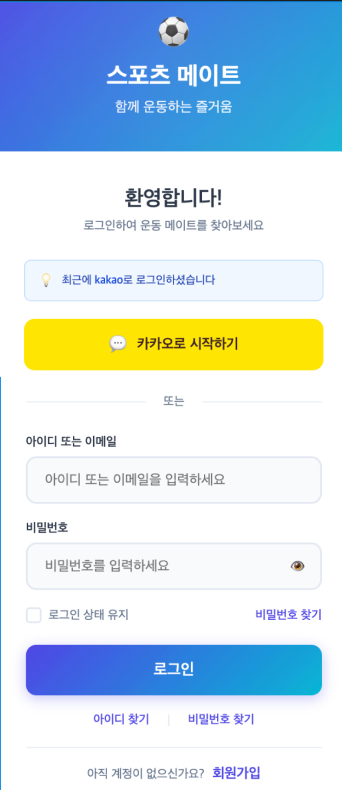 스포츠 메이트
함께 운동하는 즐거움
환영합니다!
로그인하여 운동 메이트를 찾아보세요
최근에 kakao로 로그인하셨습니다
카카오로 시작하기
또는
아이디 또는 이메일
아이디 또는 이메일을 입력하세요
비밀번호
비밀번호를 입력하세요
로그인 상태 유지 비밀번호 찾기
로그인
아이디 찾기 | 비밀번호 찾기
아직 계정이 없으신가요? 회원가입